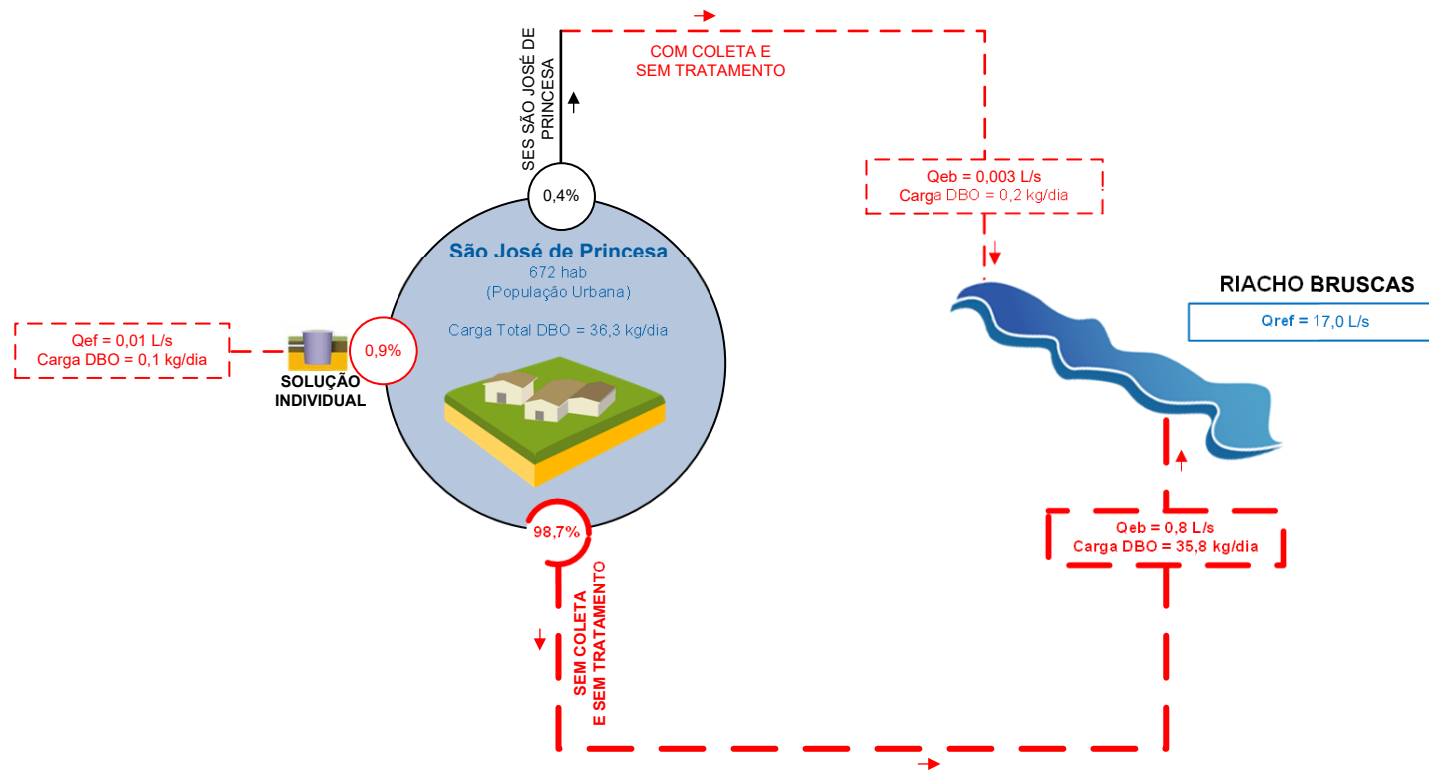 COM COLETA E
SEM TRATAMENTO
SES SÃO JOSÉ DE
PRINCESA
0,4%
Qeb = 0,003 L/s
Carga DBO = 0,2 kg/dia
São José de Princesa
672 hab
(População Urbana)
Carga Total DBO = 36,3 kg/dia
RIACHO BRUSCAS
Qref = 17,0 L/s
Qef = 0,01 L/s
Carga DBO = 0,1 kg/dia
0,9%
SOLUÇÃO
INDIVIDUAL
98,7%
Qeb = 0,8 L/s
Carga DBO = 35,8 kg/dia
SEM COLETA
E SEM TRATAMENTO